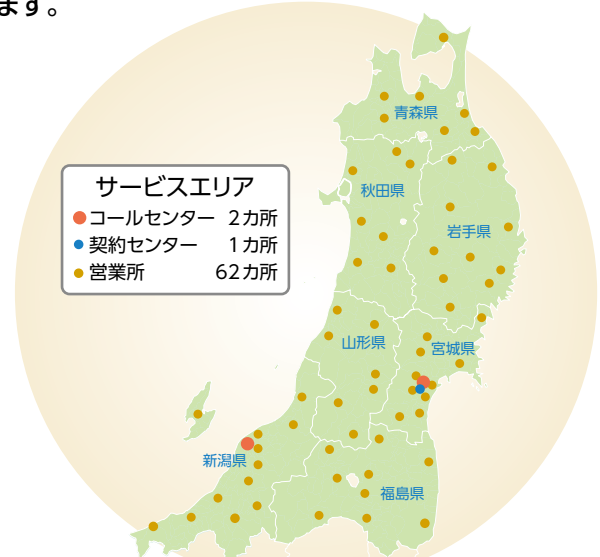 ます。
青森県
サービスエリア
コールセンター 2カ所
契約センター 1カ所
営業所 62カ所
秋田県
岩手県
山形県
宮城県
新潟県
福島県